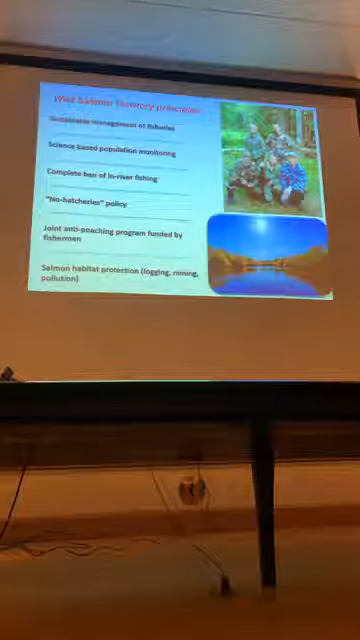 Wild Salmon Territory principles
Sustainable management of fisheries
Science based population monitoring
Complete ban of in-river fishing
"No-hatcheries" policy
Joint anti-poaching program funded by
fishermen
Salmon habitat protection (logging, mining,
pollution)